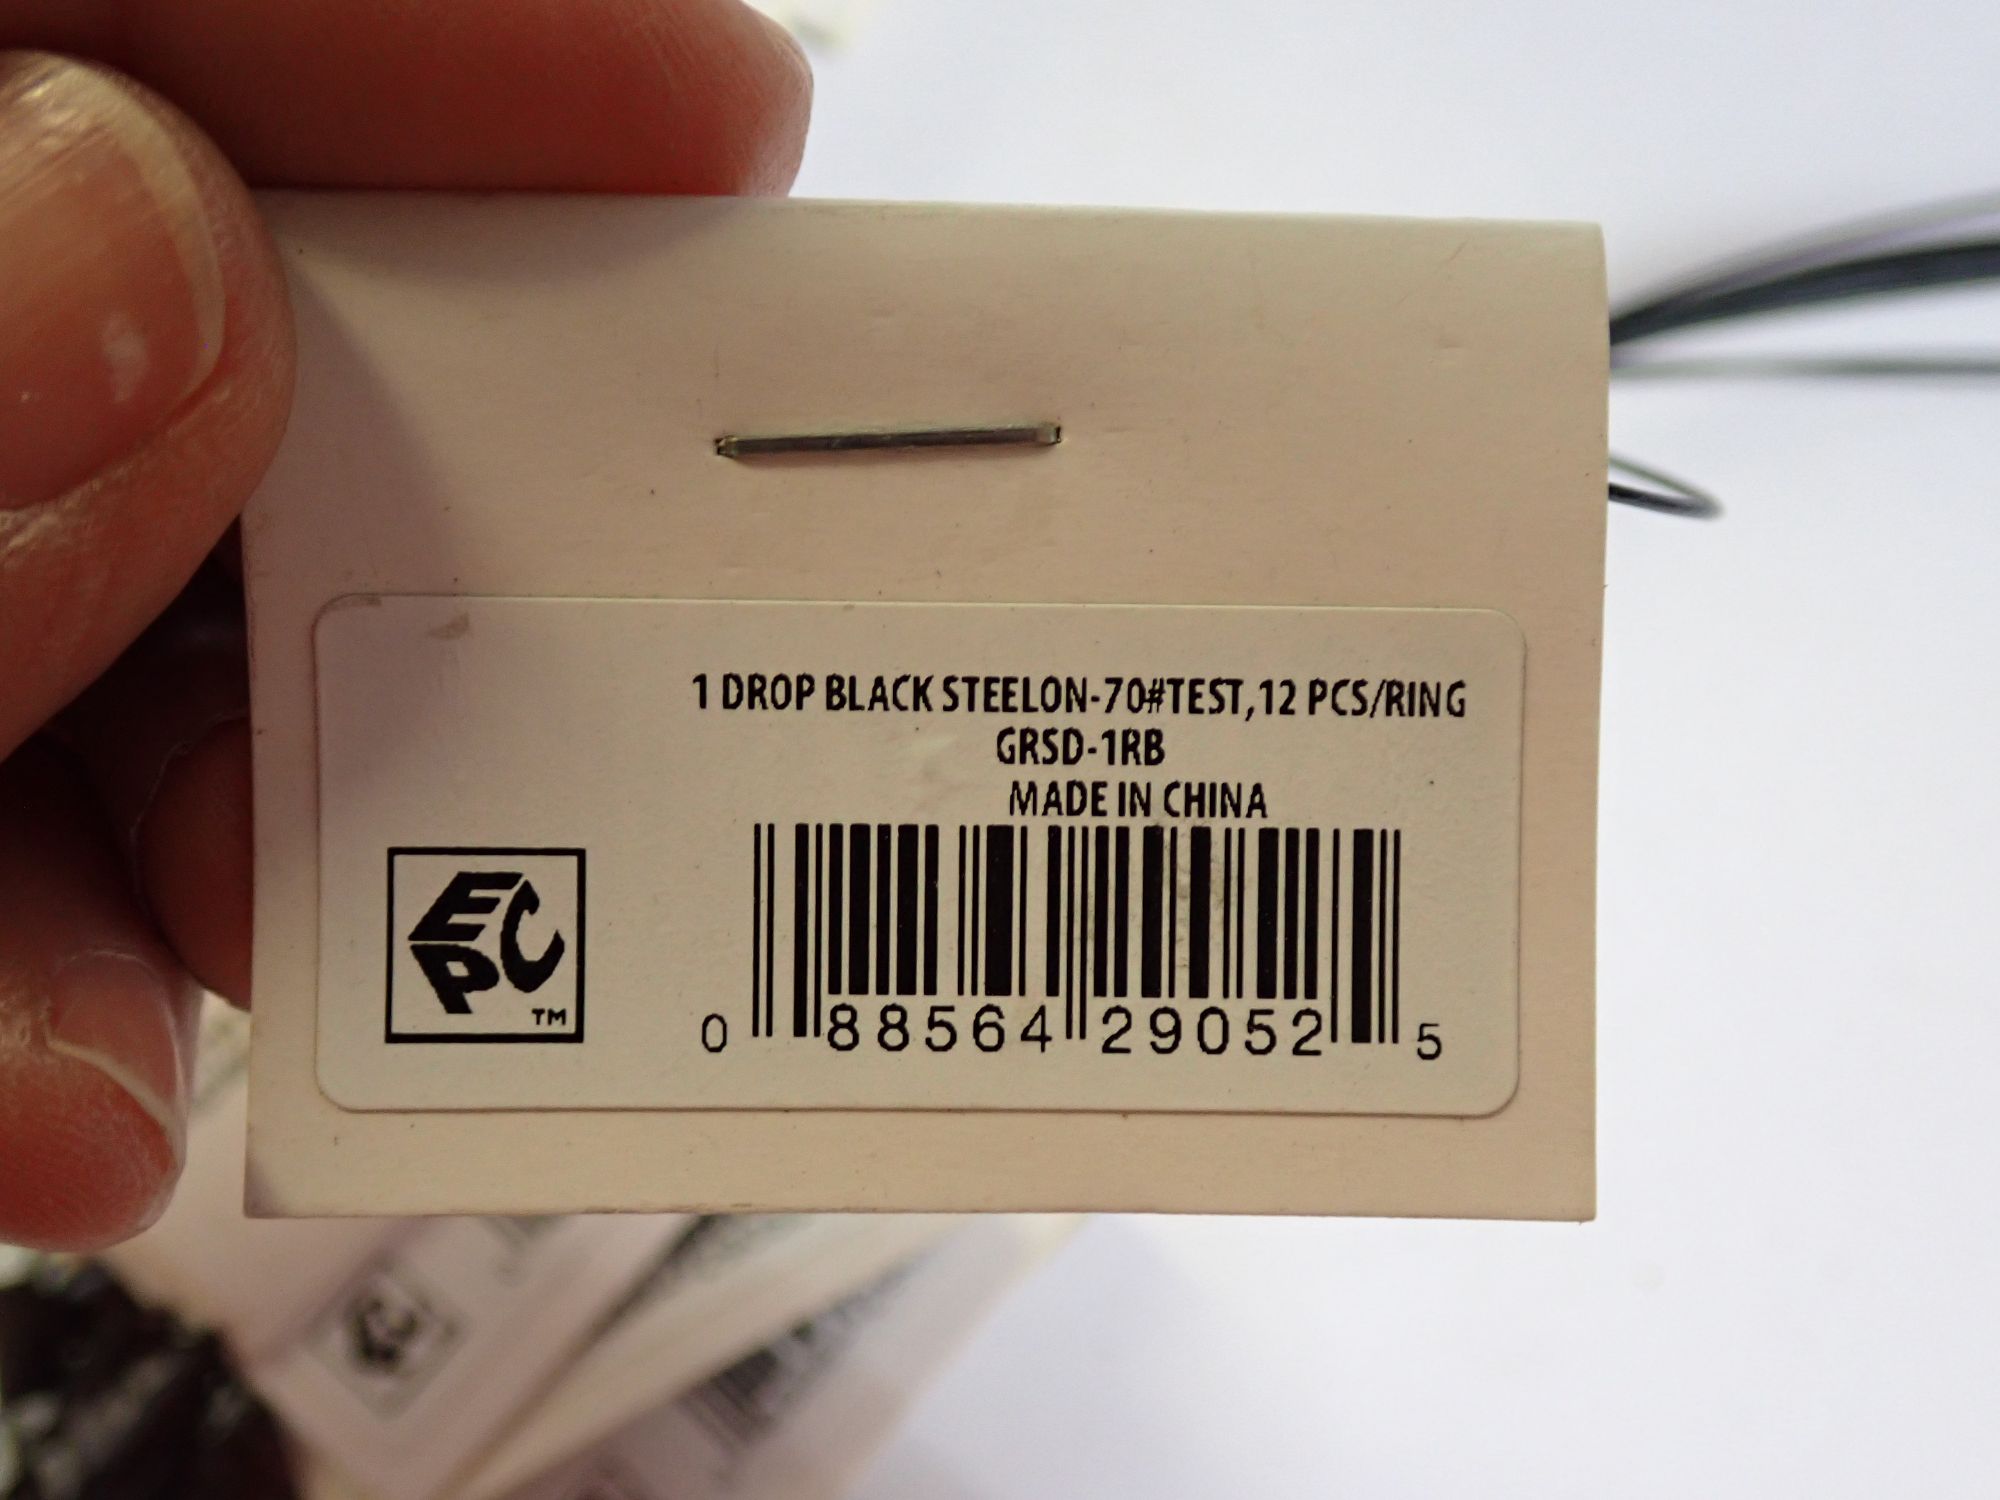 1 DROP BLACK STEELON-70#TEST,12 PCS/RING
GRSD-1RB
MADE IN CHINA
EPC
TM
0 88564 29052 5